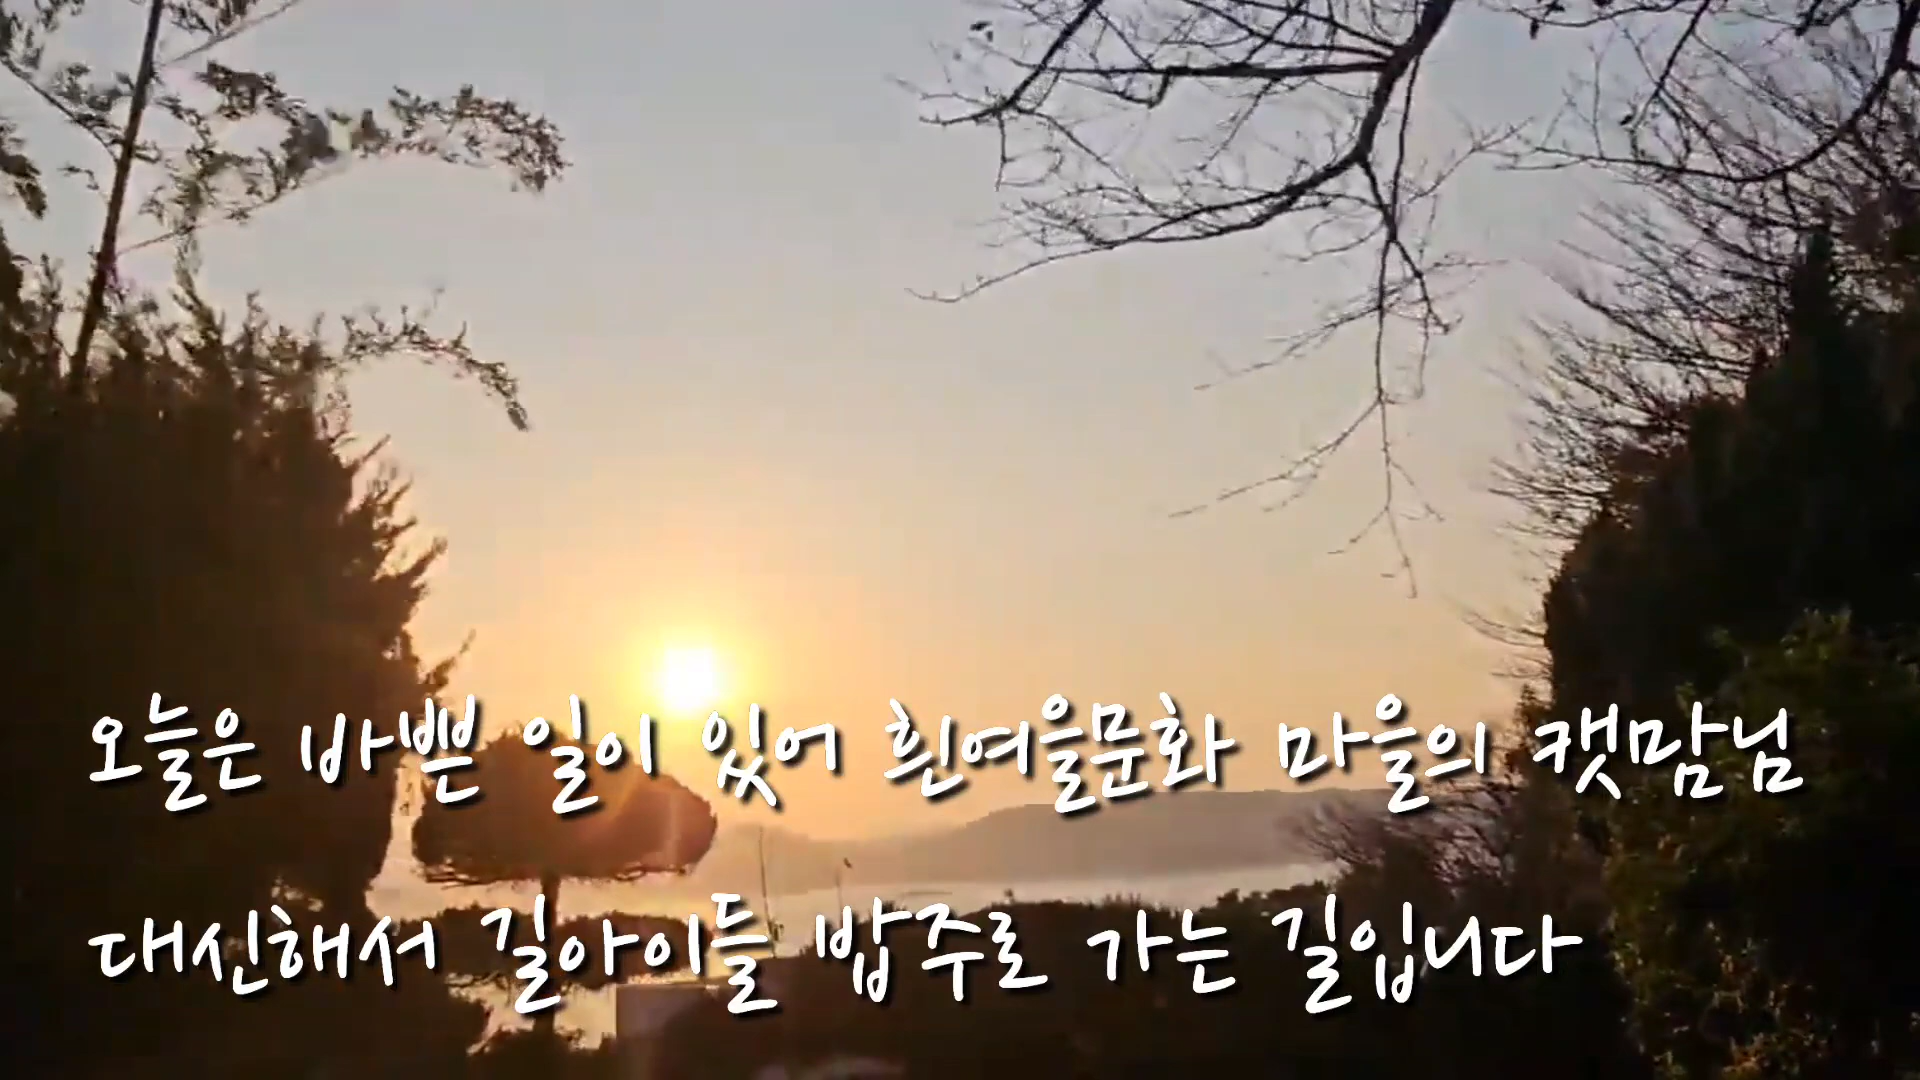 오늘은 바쁜 일이 있어 흰여을문화 마을의 캣맘님
대신해서 길아이들 밥주로 가는 길입니다